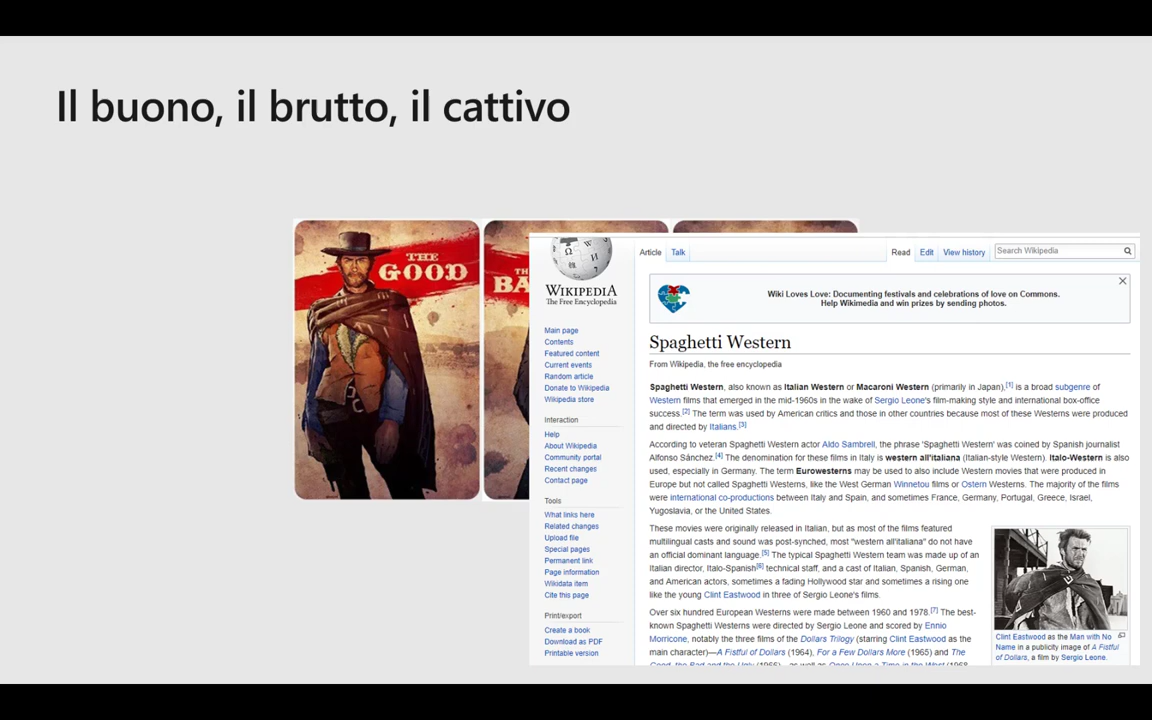 Il buono, il brutto, il cattivo
THE
GOOD
TH
BA
WIKIPEDIA
The Free Encyclopedia
Main page
Contents
Featured content
Current events
Random article
Donate to Wikipedia
Wikipedia store
Interaction
Help
About Wikipedia
Community portal
Recent changes
Contact page
Tools
What links here
Related changes
Upload file
Special pages
Permanent link
Page information
Wikidata item
Cite this page
Print/export
Create a book
Download as PDF
Printable version
Article Talk Read Edit View history Search Wikipedia
Wiki Loves Love: Documenting festivals and celebrations of love on Commons.
Help Wikimedia and win prizes by sending photos.
Spaghetti Western
From Wikipedia, the free encyclopedia
Spaghetti Western, also known as Italian Western or Macaroni Western (primarily in Japan),[1] is a broad subgenre of
Western films that emerged in the mid-1960s in the wake of Sergio Leone's film-making style and international box-office
success.[2] The term was used by American critics and those in other countries because most of these Westerns were produced
and directed by Italians.[3]
According to veteran Spaghetti Western actor Aldo Sambrell, the phrase 'Spaghetti Western' was coined by Spanish journalist
Alfonso Sánchez.[4] The denomination for these films in Italy is western all'italiana (Italian-style Western). Italo-Western is also
used, especially in Germany. The term Eurowesterns may be used to also include Western movies that were produced in
Europe but not called Spaghetti Westerns, like the West German Winnetou films or Ostern Westerns. The majority of the films
were international co-productions between Italy and Spain, and sometimes France, Germany, Portugal, Greece, Israel,
Yugoslavia, or the United States.
These movies were originally released in Italian, but as most of the films featured
multilingual casts and sound was post-synched, most "western all'italiana" do not have
an official dominant language.[5] The typical Spaghetti Western team was made up of an
Italian director, Italo-Spanish[6] technical staff, and a cast of Italian, Spanish, German,
and American actors, sometimes a fading Hollywood star and sometimes a rising one
like the young Clint Eastwood in three of Sergio Leone's films.
Over six hundred European Westerns were made between 1960 and 1978.[7] The best-
known Spaghetti Westerns were directed by Sergio Leone and scored by Ennio
Morricone, notably the three films of the Dollars Trilogy (starring Clint Eastwood as the
main character)—A Fistful of Dollars (1964), For a Few Dollars More (1965) and The
Good, the Bad and the Ugly (1966)—as well as Once Upon a Time in the West (1968
Clint Eastwood as the Man with No
Name in a publicity image of A Fistful
of Dollars, a film by Sergio Leone.